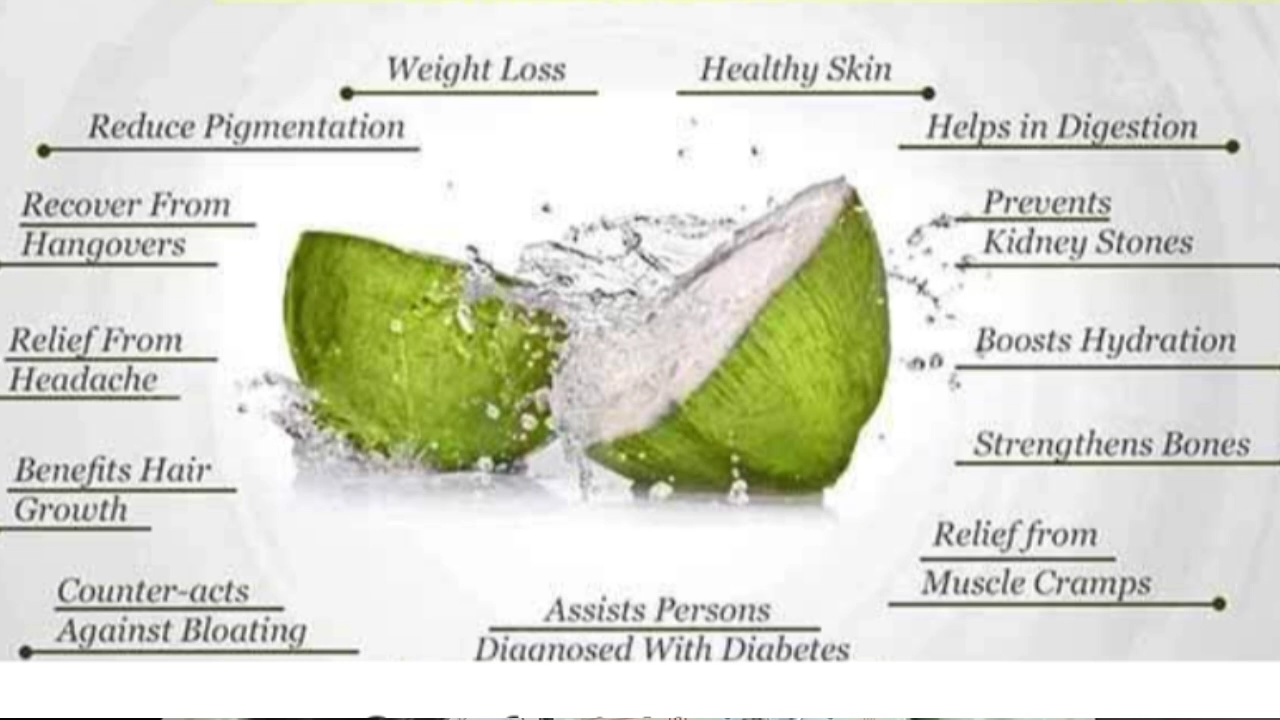 Weight Loss
Healthy Skin
Reduce Pigmentation
Helps in Digestion
Recover From
Hangovers
Prevents
Kidney Stones
Relief From
Headache
Boosts Hydration
Benefits Hair
Growth
Strengthens Bones
Relief from
Muscle Cramps
Counter-acts
Against Bloating
Assists Persons
Diagnosed With Diabetes